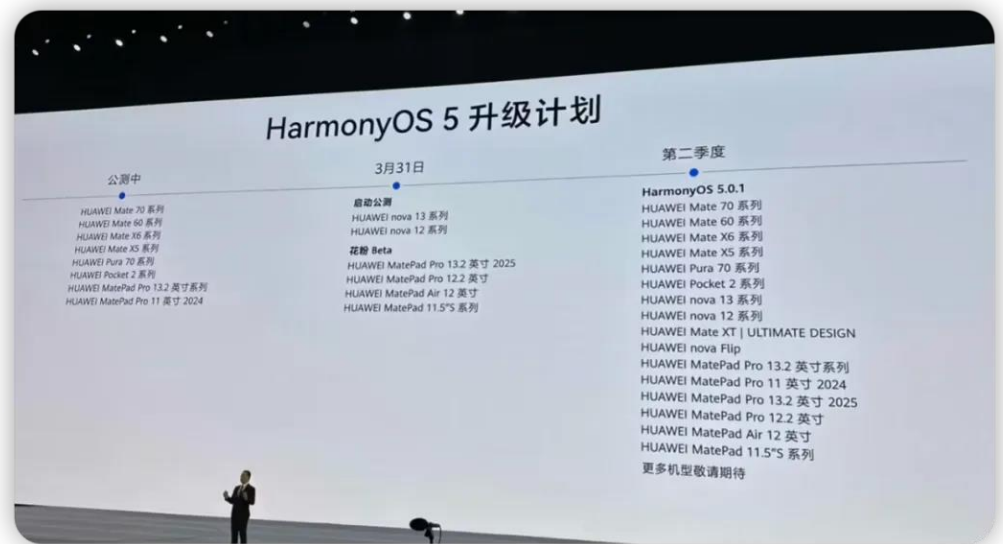 HarmonyOS 5 升级计划
公测中
HUAWEI Mate 70 系列
HUAWEI Mate 60 系列
HUAWEI Mate X6 系列
HUAWEI Mate X5 系列
HUAWEI Pura 70 系列
HUAWEI Pocket 2 系列
HUAWEI MatePad Pro 13.2 英寸系列
HUAWEI MatePad Pro 11 英寸 2024
3月31日
启动公测
HUAWEI nova 13 系列
HUAWEI nova 12 系列
花粉 Beta
HUAWEI MatePad Pro 13.2 英寸 2025
HUAWEI MatePad Pro 12.2 英寸
HUAWEI MatePad Air 12 英寸
HUAWEI MatePad 11.5"S 系列
第二季度
HarmonyOS 5.0.1
HUAWEI Mate 70 系列
HUAWEI Mate 60 系列
HUAWEI Mate X6 系列
HUAWEI Mate X5 系列
HUAWEI Pura 70 系列
HUAWEI Pocket 2 系列
HUAWEI nova 13 系列
HUAWEI nova 12 系列
HUAWEI Mate XT | ULTIMATE DESIGN
HUAWEI nova Flip
HUAWEI MatePad Pro 13.2 英寸系列
HUAWEI MatePad Pro 11 英寸 2024
HUAWEI MatePad Pro 13.2 英寸 2025
HUAWEI MatePad Pro 12.2 英寸
HUAWEI MatePad Air 12 英寸
HUAWEI MatePad 11.5"S 系列
更多机型敬请期待